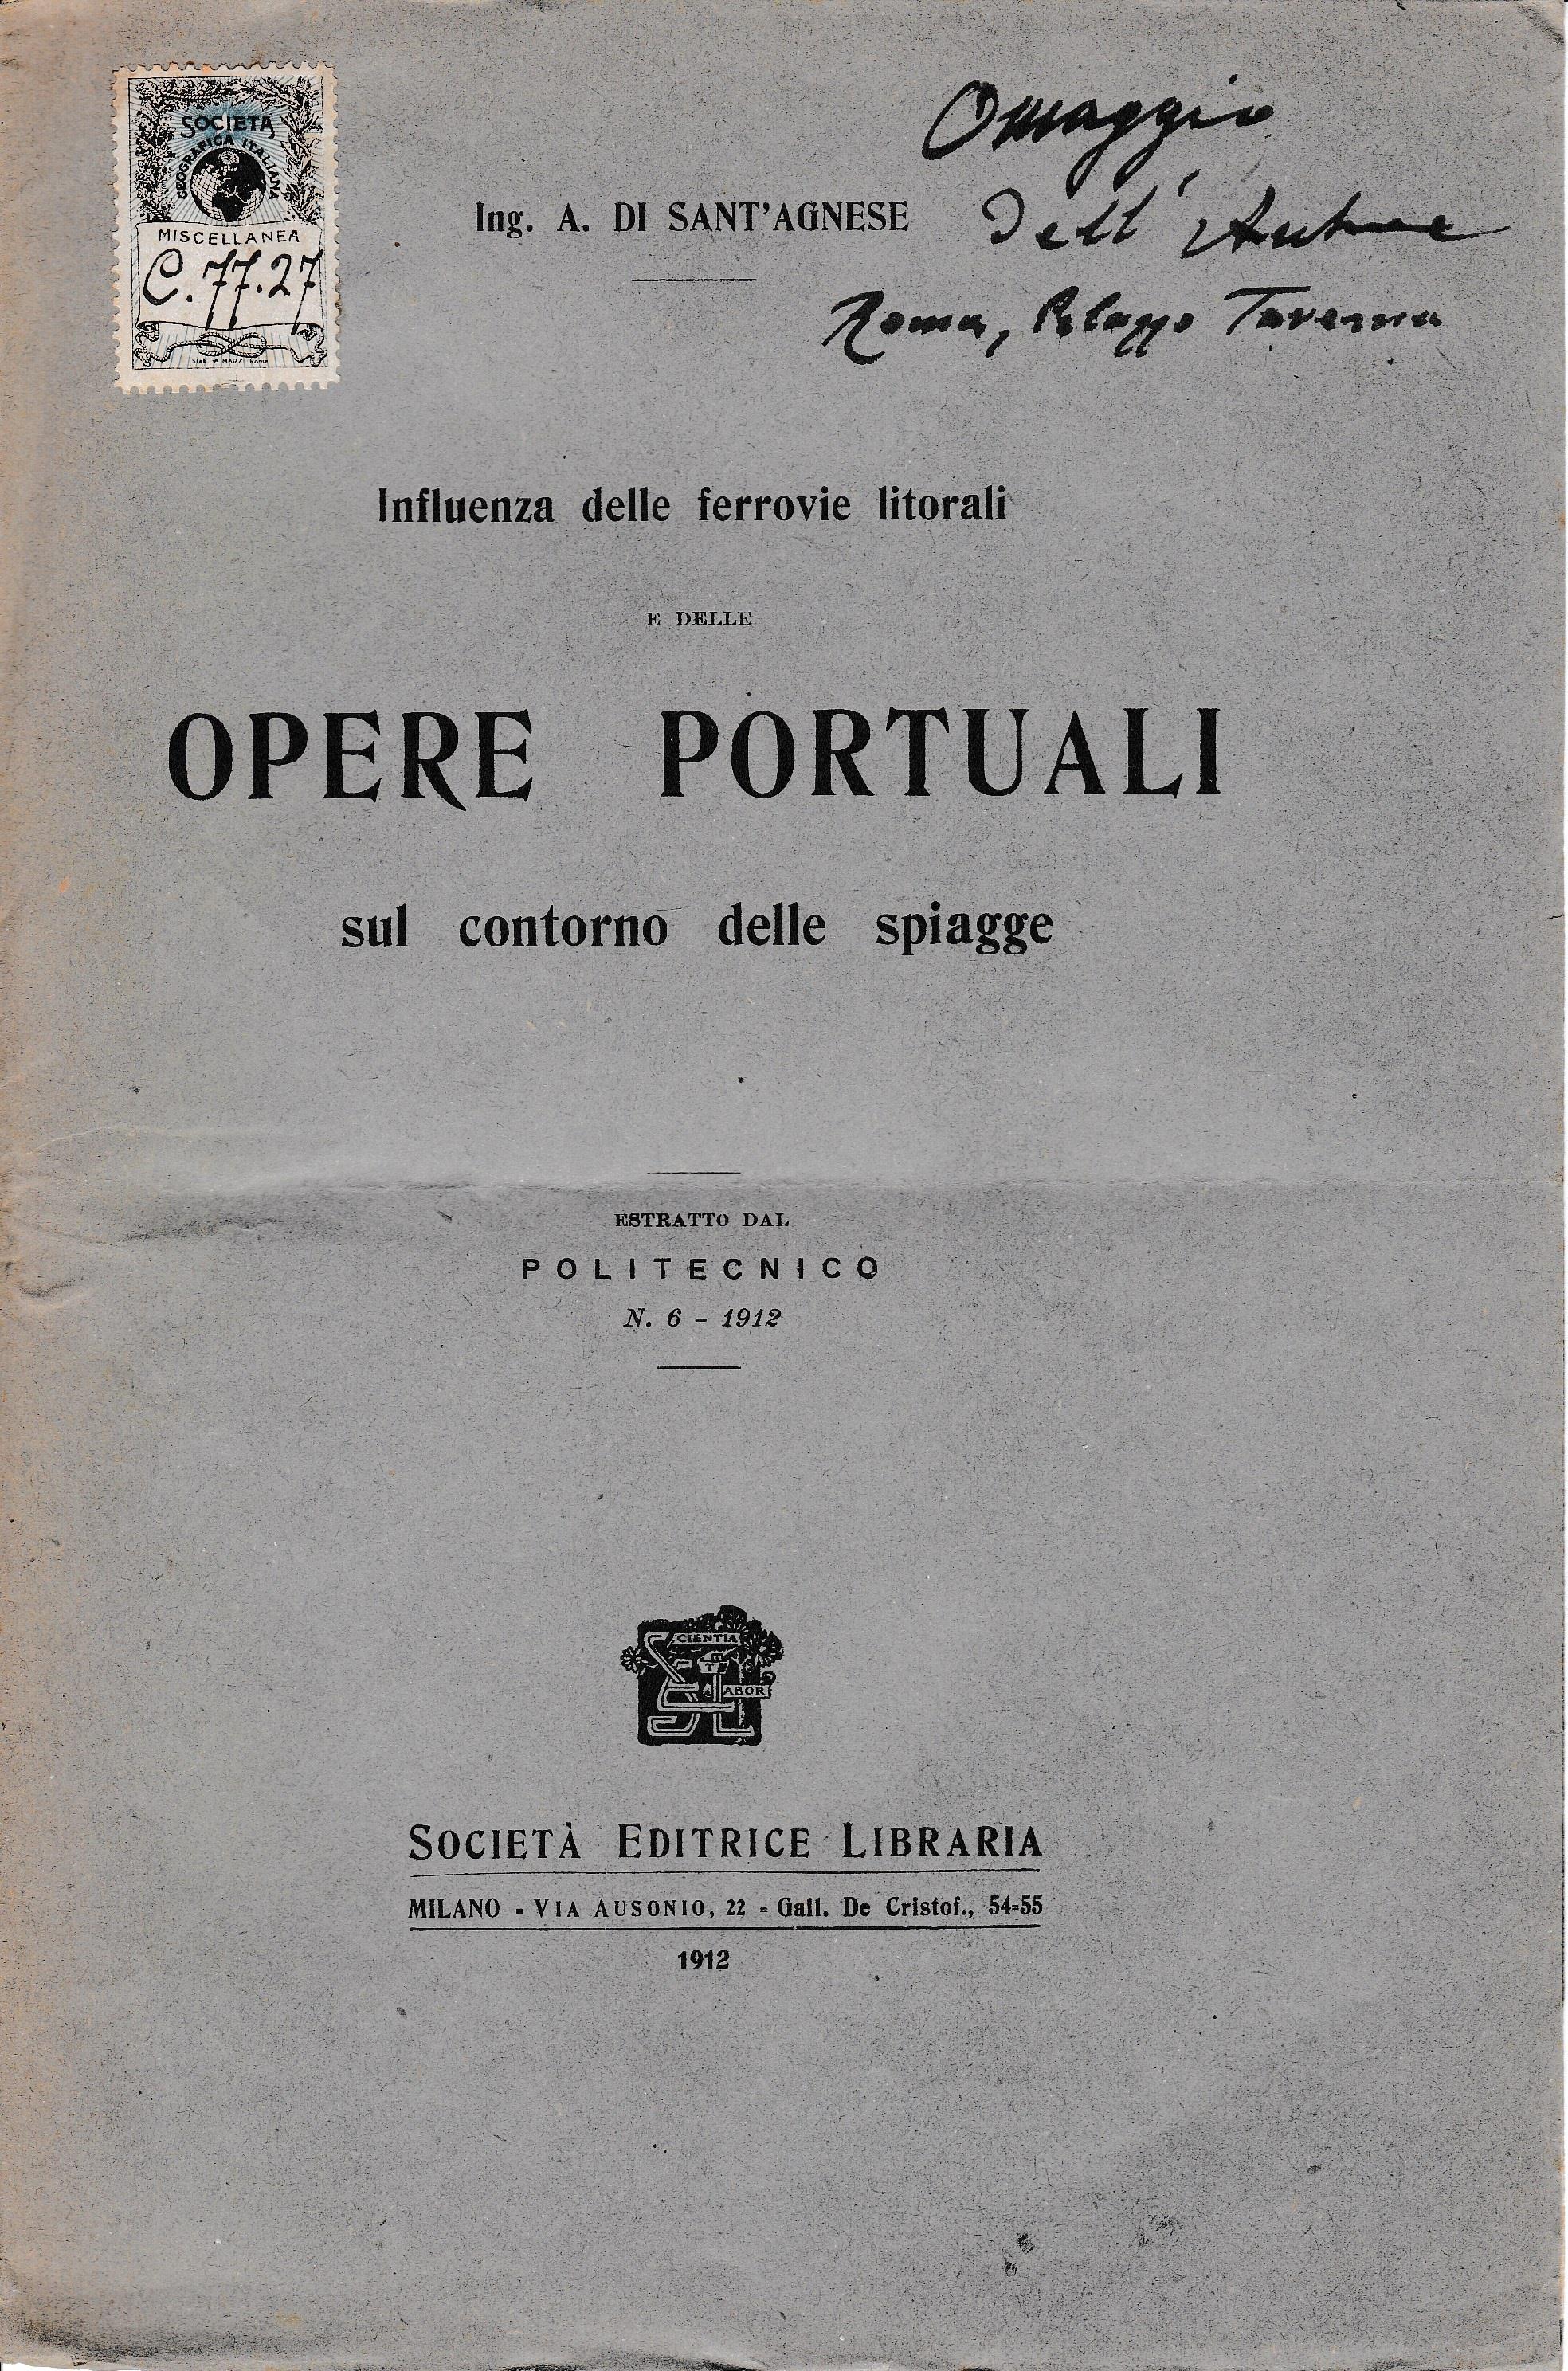 SOCIETÀ
GEOGRAFICA ITALIANA
MISCELLANEA
C. 77.27
Omaggio
dell'Autore
Roma, Palazzo Taverna
Ing. A. DI SANT'AGNESE
Influenza delle ferrovie litorali
E DELLE
OPERE PORTUALI
sul contorno delle spiagge
ESTRATTO DAL
POLITECNICO
N. 6 - 1912
SCIENTIA
ET
LABOR
SOCIETÀ EDITRICE LIBRARIA
MILANO - VIA AUSONIO, 22 - Gall. De Cristof., 54-55
1912